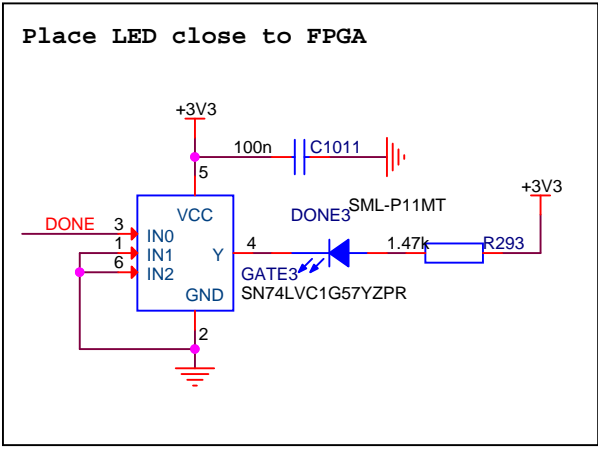 Place LED close to FPGA
+3V3
100n
C1011
5
+3V3
VCC
DONE3
SML-P11MT
DONE
3
IN0
1
IN1
Y
4
1.47k
R293
6
IN2
GATE3
GND
SN74LVC1G57YZPR
2